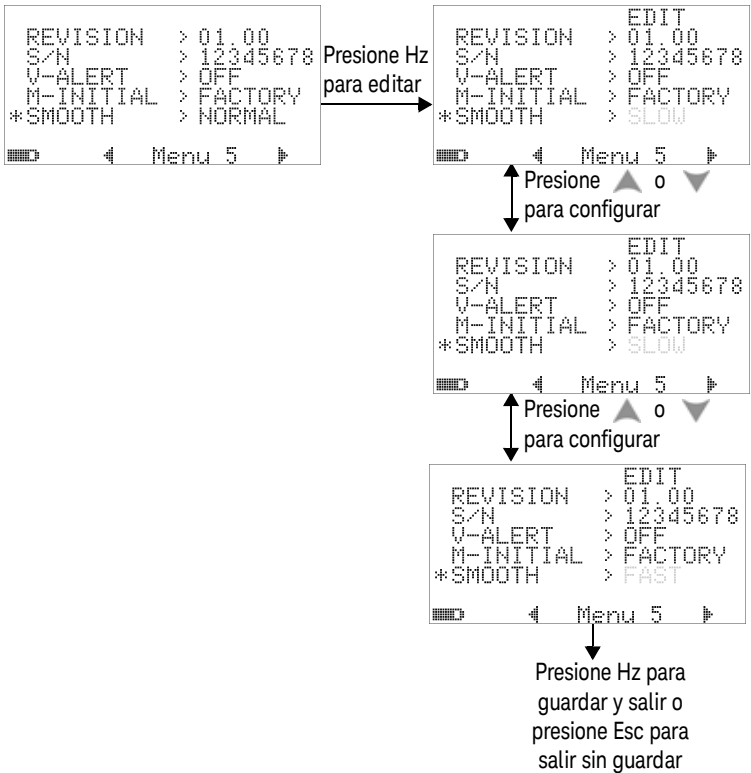 REVISION > 01.00
S/N > 12345678
V-ALERT > OFF
M-INITIAL > FACTORY
*SMOOTH > NORMAL
Menu 5
Presione Hz
para editar
EDIT
REVISION > 01.00
S/N > 12345678
V-ALERT > OFF
M-INITIAL > FACTORY
*SMOOTH > SLOW
Menu 5
Presione o
para configurar
EDIT
REVISION > 01.00
S/N > 12345678
V-ALERT > OFF
M-INITIAL > FACTORY
*SMOOTH > SLOW
Menu 5
Presione o
para configurar
EDIT
REVISION > 01.00
S/N > 12345678
V-ALERT > OFF
M-INITIAL > FACTORY
*SMOOTH > FAST
Menu 5
Presione Hz para
guardar y salir o
presione Esc para
salir sin guardar